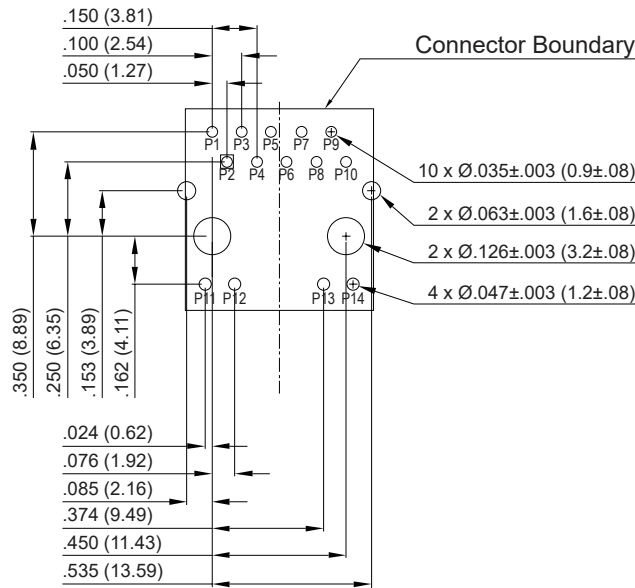 .150 (3.81)
.100 (2.54)
.050 (1.27)
Connector Boundary
P1 P3 P5 P7 P9
P2 P4 P6 P8 P10
10 x Ø.035±.003 (0.9±.08)
2 x Ø.063±.003 (1.6±.08)
2 x Ø.126±.003 (3.2±.08)
4 x Ø.047±.003 (1.2±.08)
P11 P12 P13 P14
.350 (8.89)
.250 (6.35)
.153 (3.89)
.162 (4.11)
.024 (0.62)
.076 (1.92)
.085 (2.16)
.374 (9.49)
.450 (11.43)
.535 (13.59)